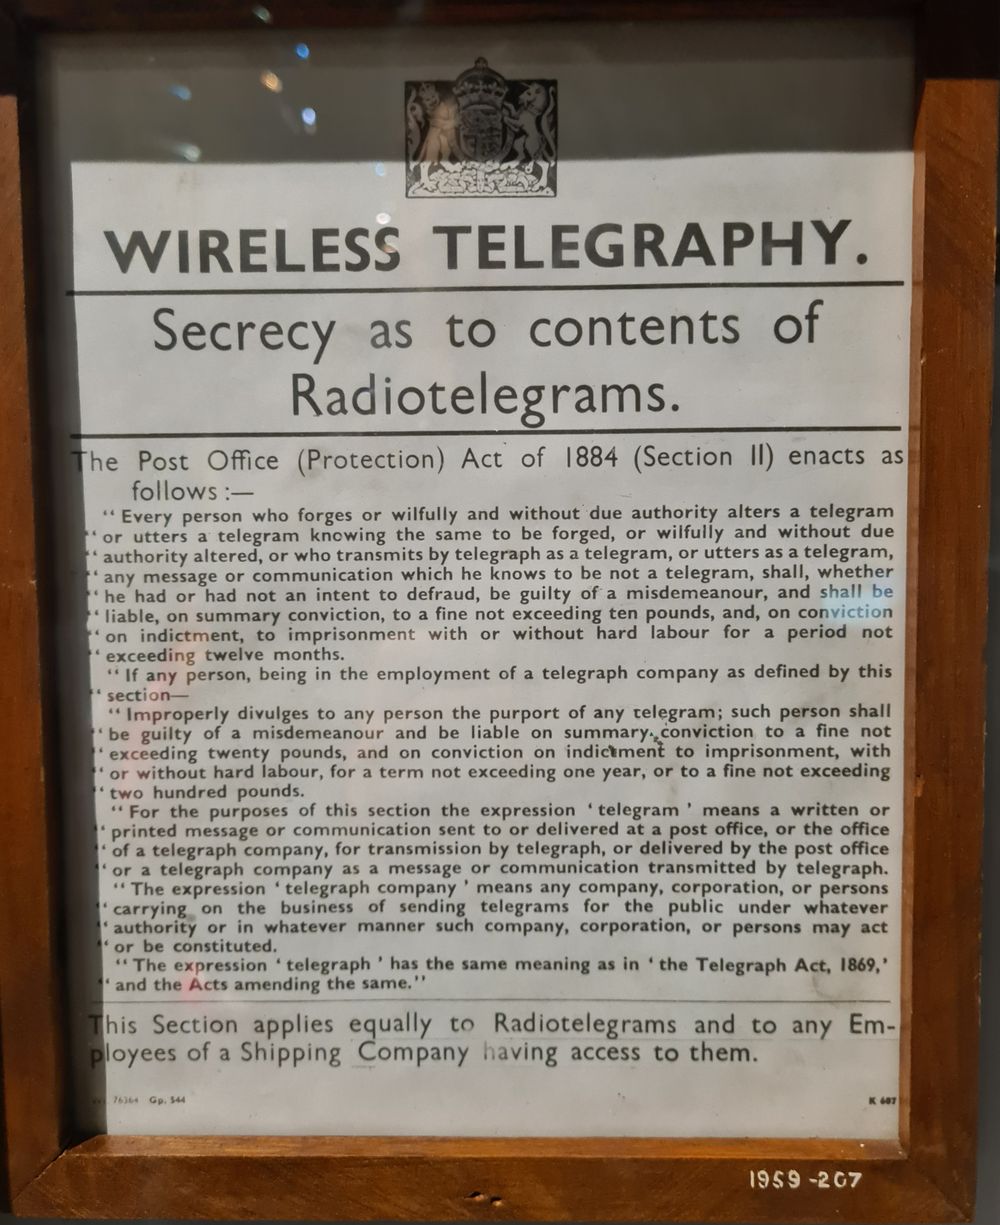 WIRELESS TELEGRAPHY.
Secrecy as to contents of
Radiotelegrams.
The Post Office (Protection) Act of 1884 (Section II) enacts as
follows :—
“ Every person who forges or wilfully and without due authority alters a telegram
“ or utters a telegram knowing the same to be forged, or wilfully and without due
“ authority altered, or who transmits by telegraph as a telegram, or utters as a telegram,
“ any message or communication which he knows to be not a telegram, shall, whether
“ he had or had not an intent to defraud, be guilty of a misdemeanour, and shall be
“ liable, on summary conviction, to a fine not exceeding ten pounds, and, on conviction
“ on indictment, to imprisonment with or without hard labour for a period not
“ exceeding twelve months.
“ If any person, being in the employment of a telegraph company as defined by this
“ section—
“ Improperly divulges to any person the purport of any telegram; such person shall
“ be guilty of a misdemeanour and be liable on summary conviction to a fine not
“ exceeding twenty pounds, and on conviction on indictment to imprisonment, with
“ or without hard labour, for a term not exceeding one year, or to a fine not exceeding
“ two hundred pounds.
“ For the purposes of this section the expression ‘ telegram ’ means a written or
“ printed message or communication sent to or delivered at a post office, or the office
“ of a telegraph company, for transmission by telegraph, or delivered by the post office
“ or a telegraph company as a message or communication transmitted by telegraph.
“ The expression ‘ telegraph company ’ means any company, corporation, or persons
“ carrying on the business of sending telegrams for the public under whatever
“ authority or in whatever manner such company, corporation, or persons may act
“ or be constituted.
“ The expression ‘ telegraph ’ has the same meaning as in ‘ the Telegraph Act, 1869,’
“ and the Acts amending the same.”
This Section applies equally to Radiotelegrams and to any Em-
ployees of a Shipping Company having access to them.
76364 Gp. 544
K 607
1959-207